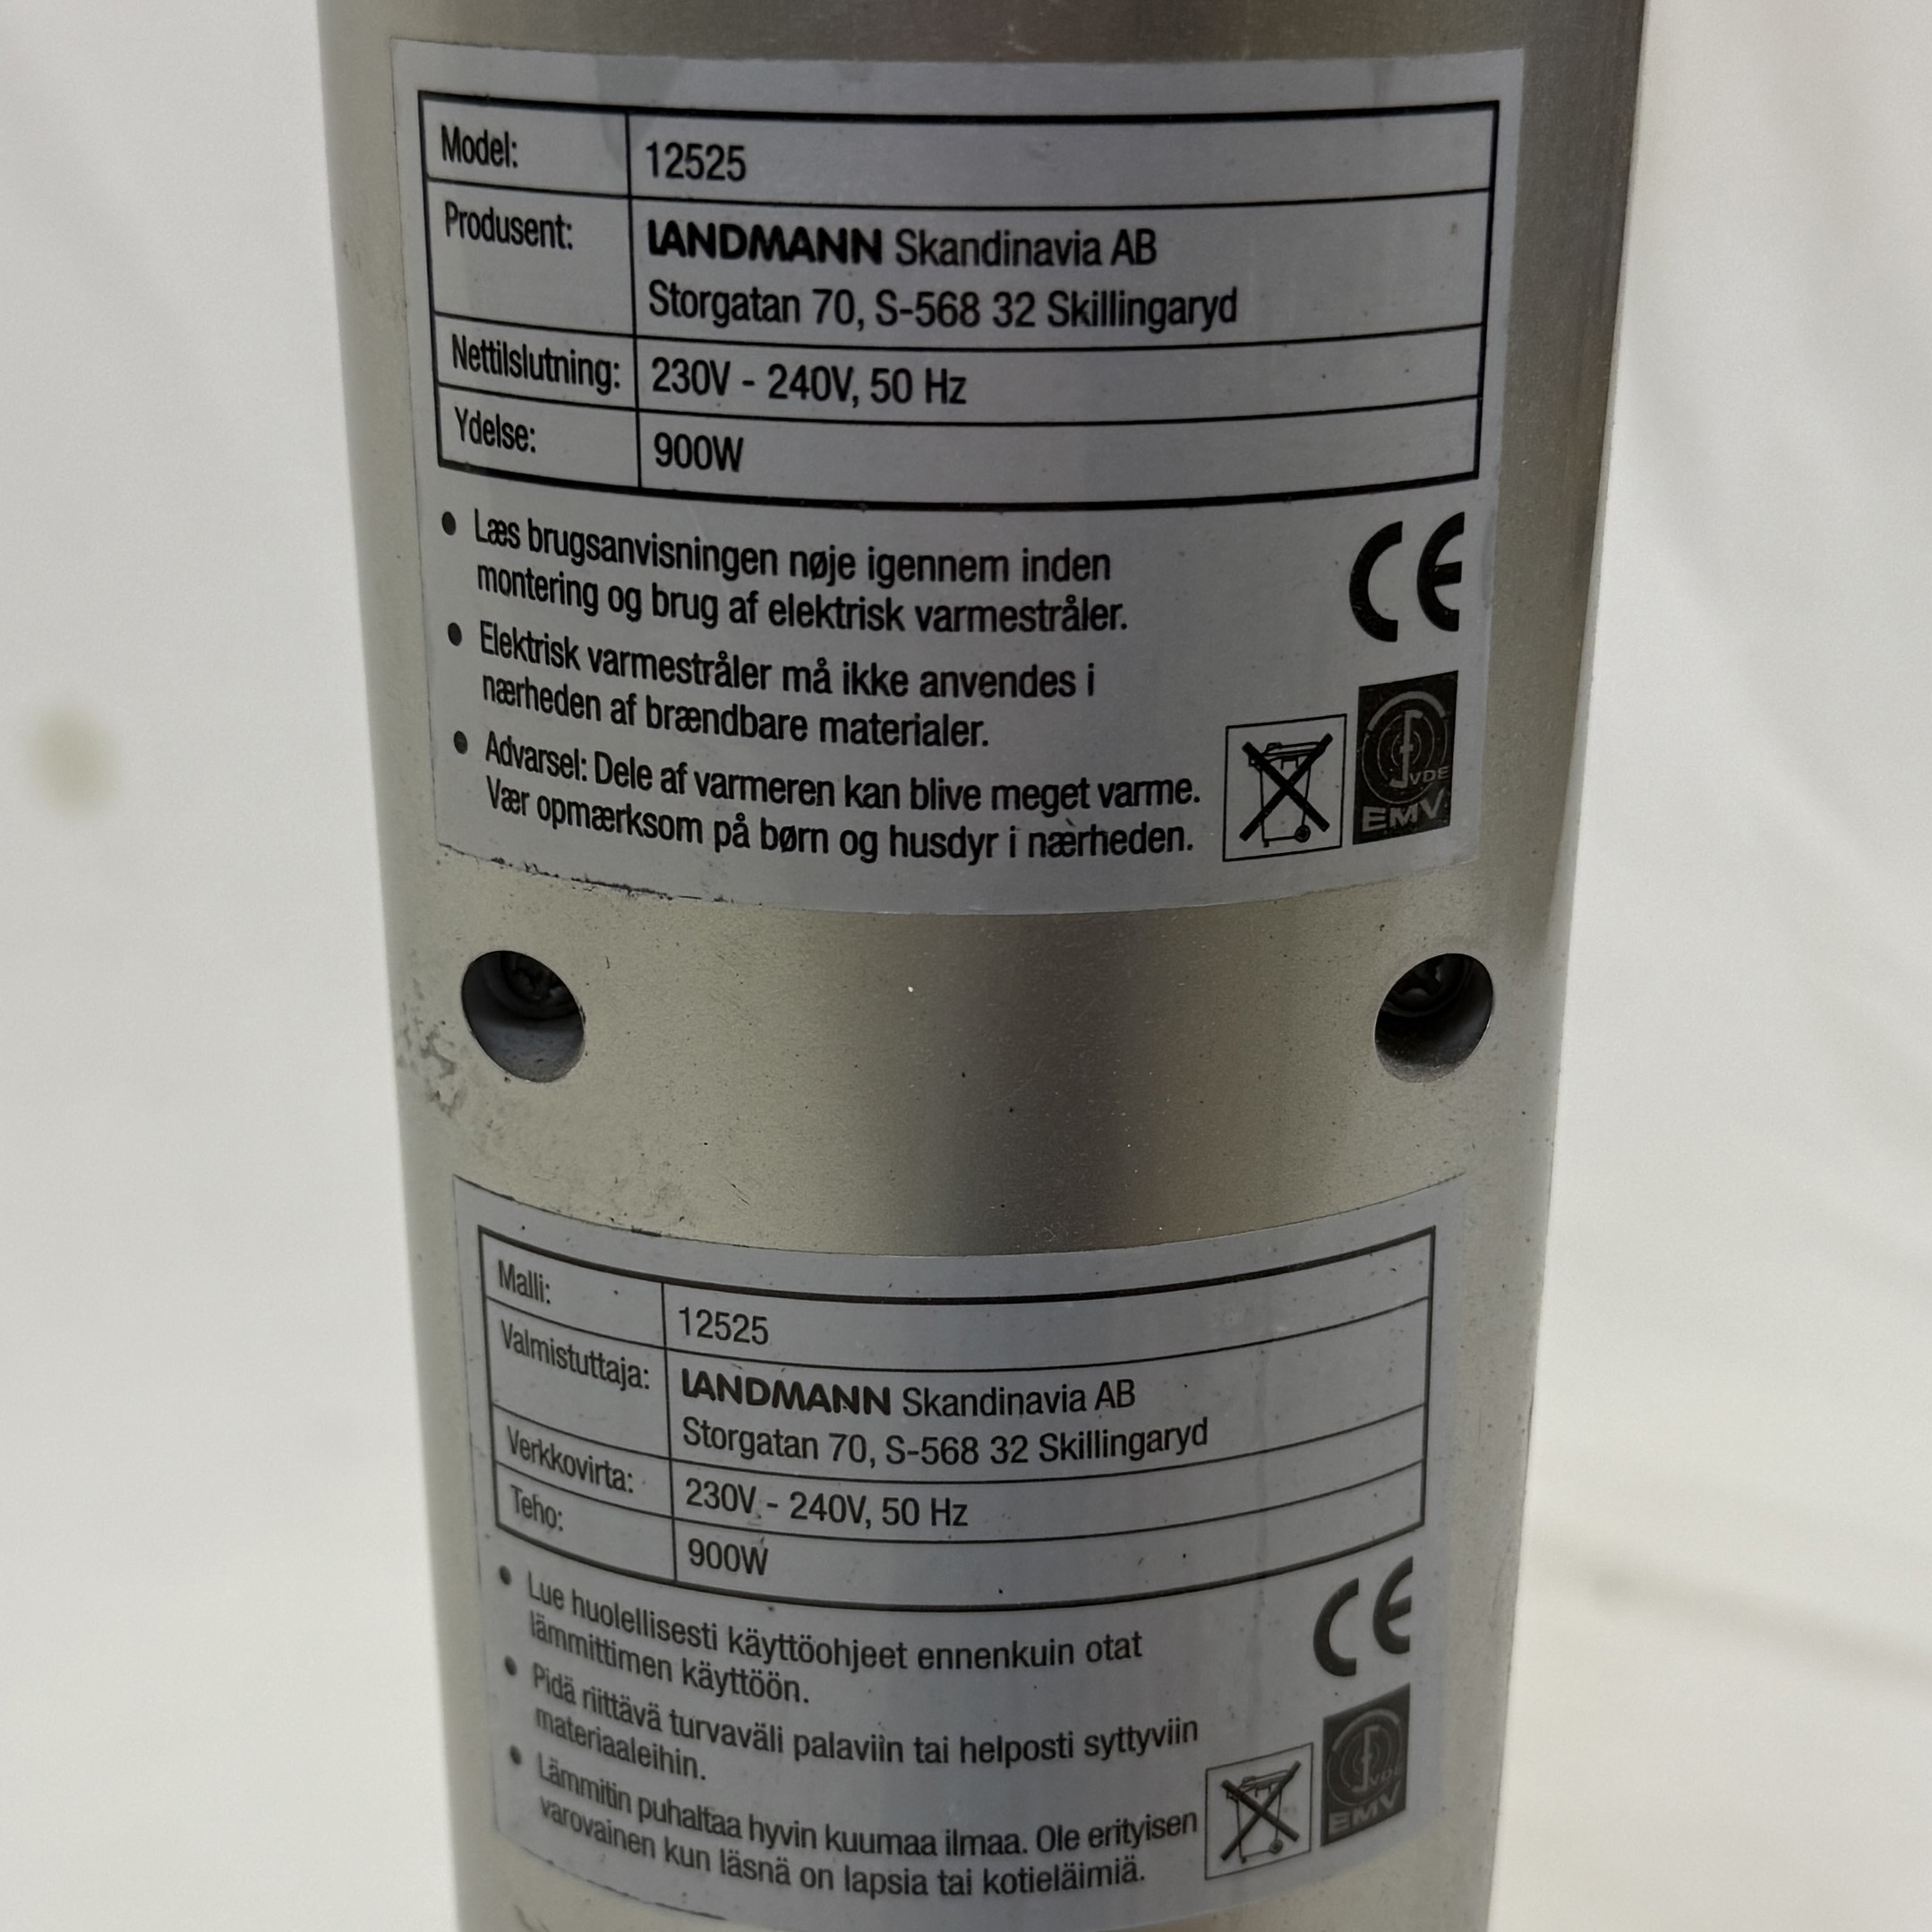 Model: 12525
Produsent: LANDMANN Skandinavia AB
Storgatan 70, S-568 32 Skillingaryd
Nettilslutning: 230V - 240V, 50 Hz
Ydelse: 900W
• Læs brugsanvisningen nøje igennem inden
montering og brug af elektrisk varmestråler.
• Elektrisk varmestråler må ikke anvendes i
nærheden af brændbare materialer.
• Advarsel: Dele af varmeren kan blive meget varme.
Vær opmærksom på børn og husdyr i nærheden.
CE
VDE
EMV
Malli: 12525
Valmistuttaja: LANDMANN Skandinavia AB
Storgatan 70, S-568 32 Skillingaryd
Verkkovirta: 230V - 240V, 50 Hz
Teho: 900W
• Lue huolellisesti käyttöohjeet ennenkuin otat
lämmittimen käyttöön.
• Pidä riittävä turvaväli palaviin tai helposti syttyviin
materiaaleihin.
• Lämmitin puhaltaa hyvin kuumaa ilmaa. Ole erityisen
varovainen kun läsnä on lapsia tai kotieläimiä.
CE
VDE
EMV